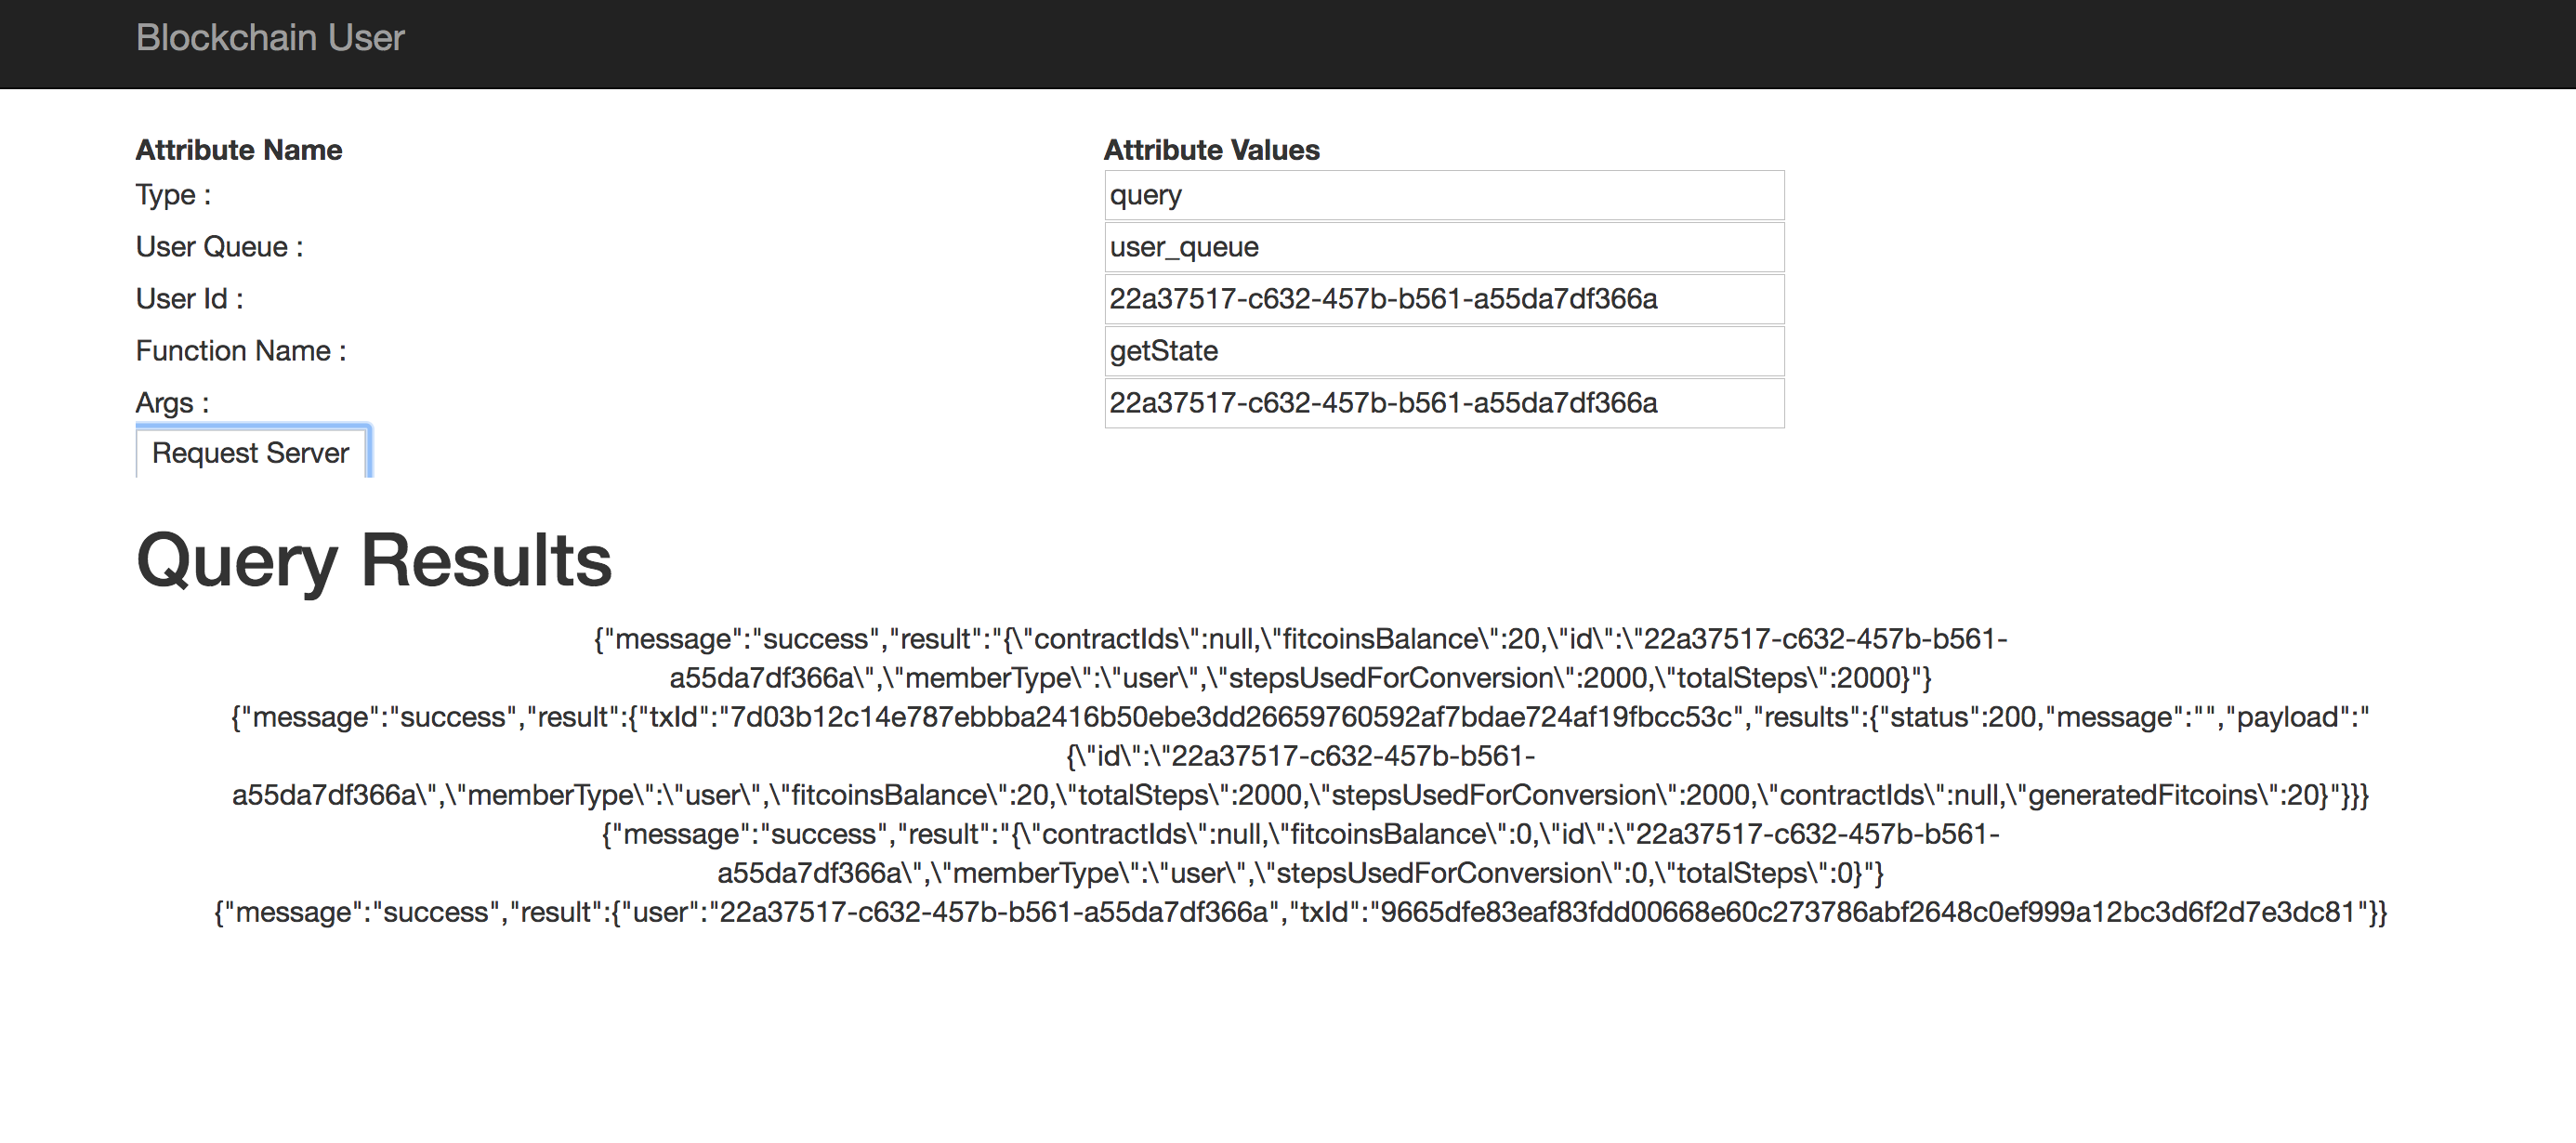 Blockchain User
Attribute Name Attribute Values
Type : query
User Queue : user_queue
User Id : 22a37517-c632-457b-b561-a55da7df366a
Function Name : getState
Args : 22a37517-c632-457b-b561-a55da7df366a
Request Server
Query Results
{"message":"success","result":"{\"contractIds\":null,\"fitcoinsBalance\":20,\"id\":\"22a37517-c632-457b-b561-
a55da7df366a\",\"memberType\":\"user\",\"stepsUsedForConversion\":2000,\"totalSteps\":2000}"}
{"message":"success","result":{"txId":"7d03b12c14e787ebbba2416b50ebe3dd26659760592af7bdae724af19fbcc53c","results":{"status":200,"message":"","payload":"
{\"id\":\"22a37517-c632-457b-b561-
a55da7df366a\",\"memberType\":\"user\",\"fitcoinsBalance\":20,\"totalSteps\":2000,\"stepsUsedForConversion\":2000,\"contractIds\":null,\"generatedFitcoins\":20}"}}}
{"message":"success","result":"{\"contractIds\":null,\"fitcoinsBalance\":0,\"id\":\"22a37517-c632-457b-b561-
a55da7df366a\",\"memberType\":\"user\",\"stepsUsedForConversion\":0,\"totalSteps\":0}"}
{"message":"success","result":{"user":"22a37517-c632-457b-b561-a55da7df366a","txId":"9665dfe83eaf83fdd00668e60c273786abf2648c0ef999a12bc3d6f2d7e3dc81"}}